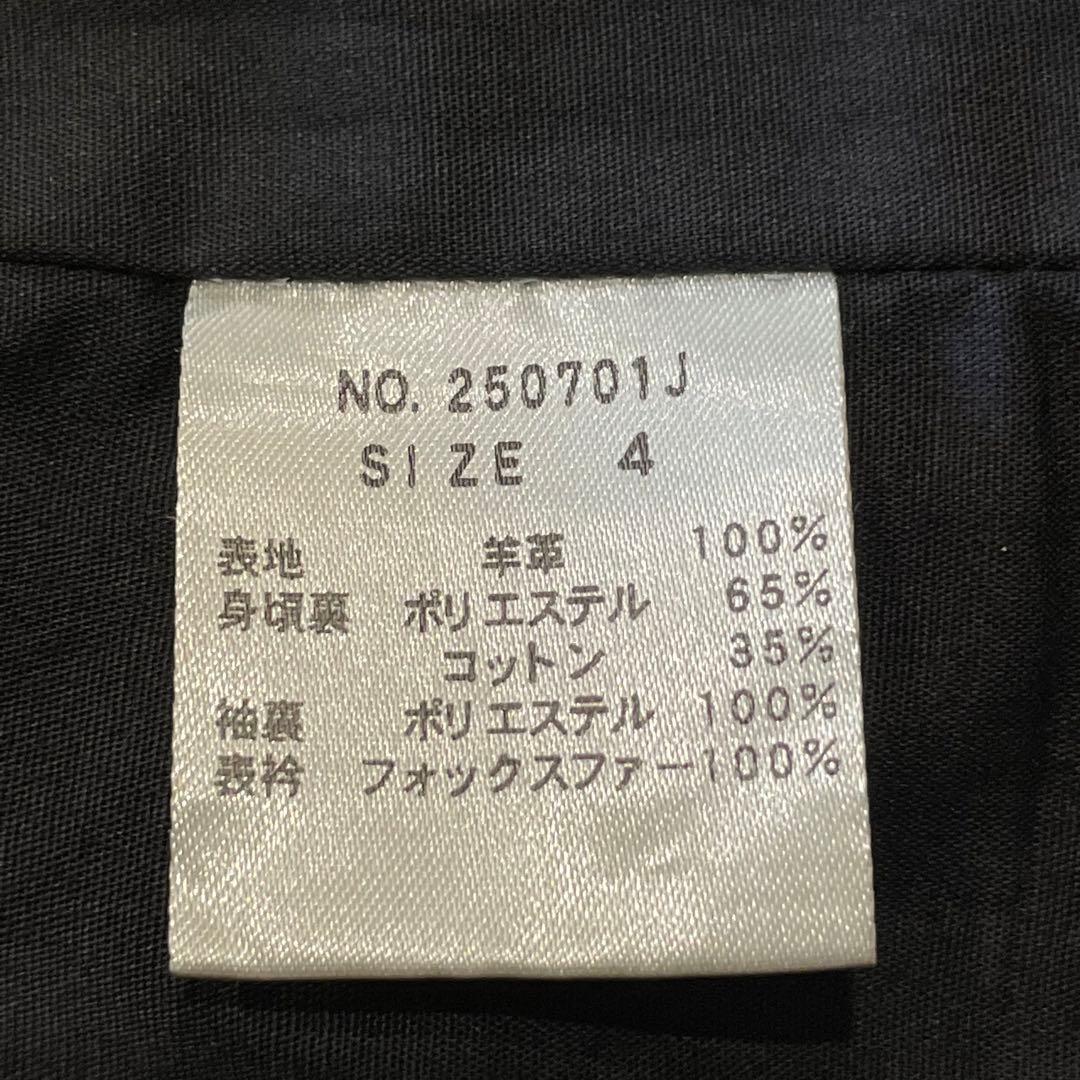 NO. 250701J
SIZE 4
表地 羊革 100%
身頃裏 ポリエステル 65%
コットン 35%
袖裏 ポリエステル 100%
表衿 フォックスファー100%